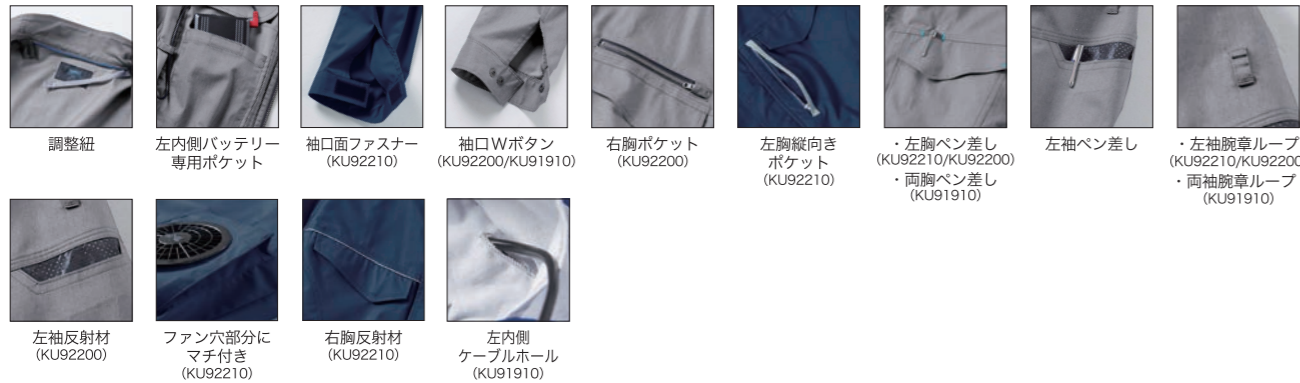 調整紐
左内側バッテリー
専用ポケット
袖口面ファスナー
（KU92210）
袖口Wボタン
（KU92200/KU91910）
右胸ポケット
（KU92200）
左胸縦向き
ポケット
（KU92210）
・左胸ペン差し
（KU92210/KU92200）
・両胸ペン差し
（KU91910）
左袖ペン差し
・左袖腕章ループ
（KU92210/KU92200
・両袖腕章ループ
（KU91910）
左袖反射材
（KU92200）
ファン穴部分に
マチ付き
（KU92210）
右胸反射材
（KU92210）
左内側
ケーブルホール
（KU91910）